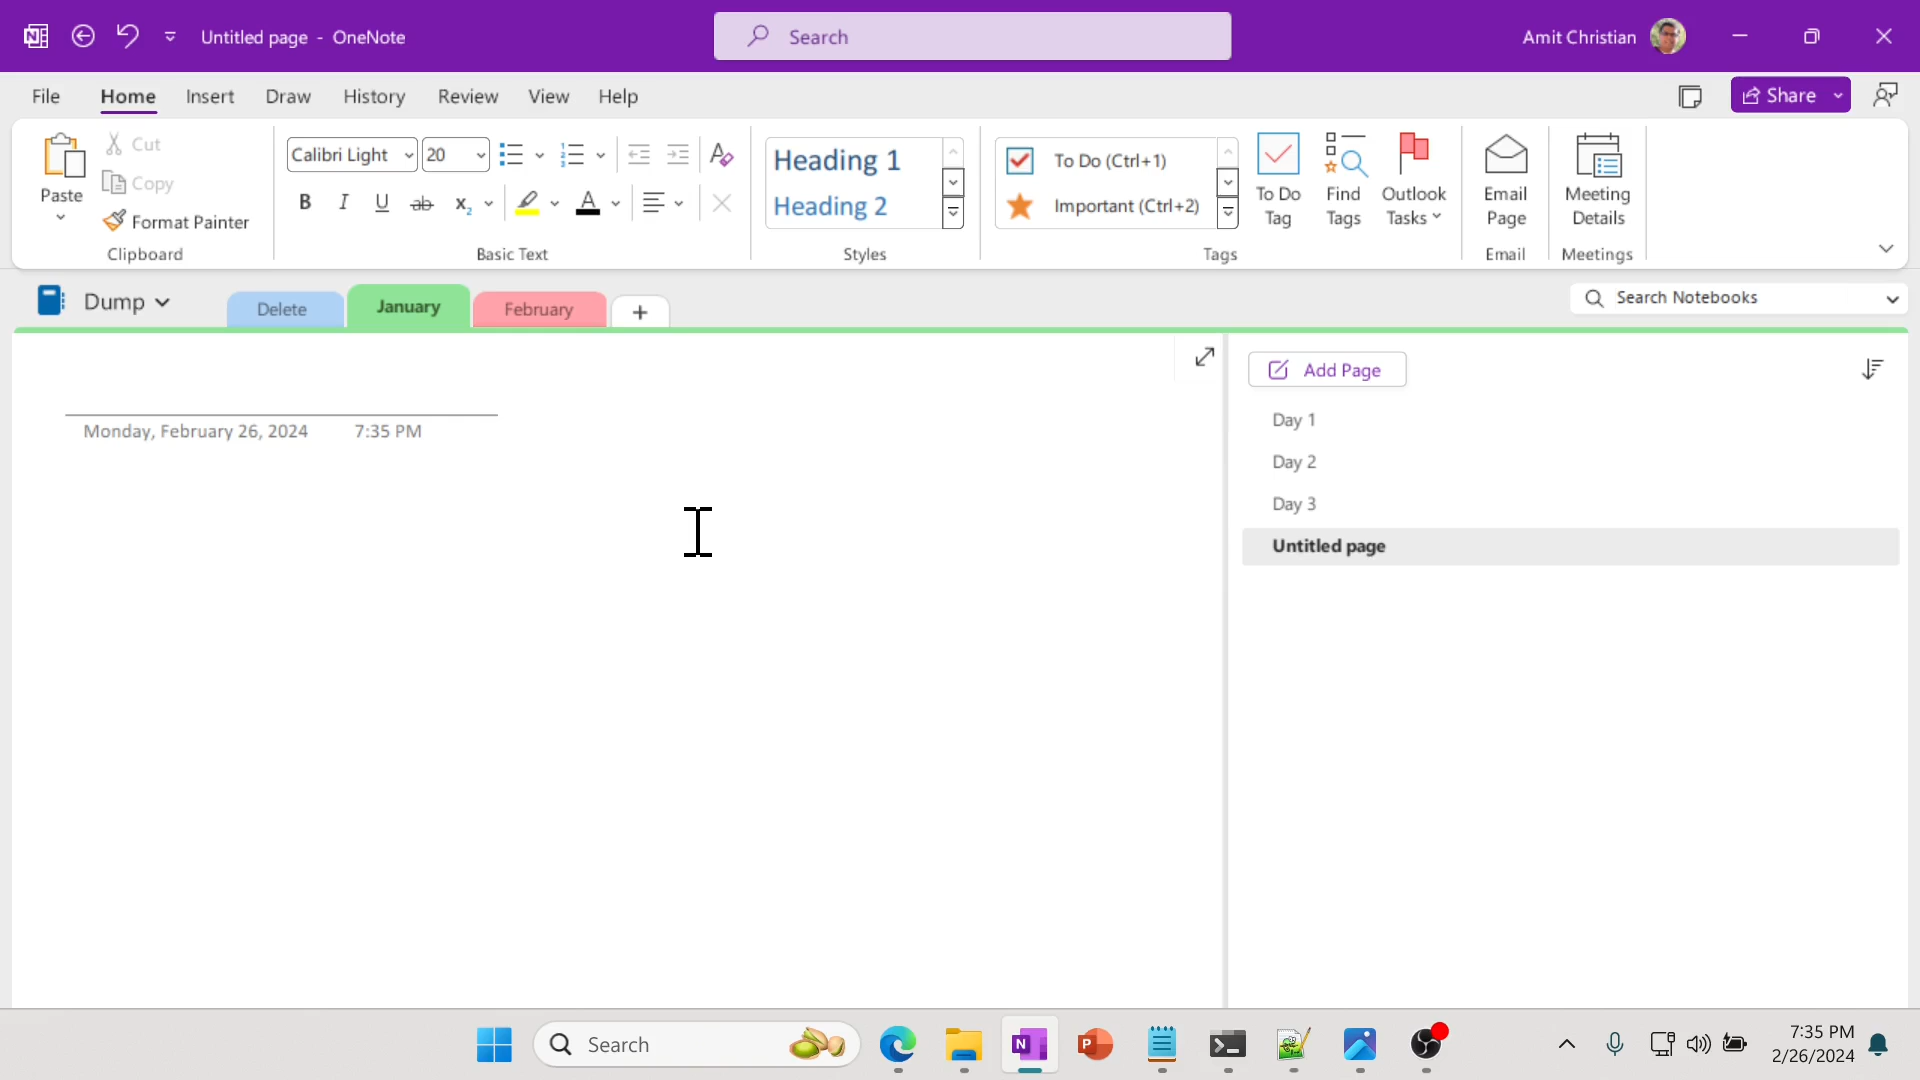 Untitled page - OneNote
Search
Amit Christian
File Home Insert Draw History Review View Help
Share
Paste
Cut
Copy
Format Painter
Clipboard
Calibri Light 20
B I U ab x2 A
Basic Text
Heading 1
Heading 2
Styles
To Do (Ctrl+1)
Important (Ctrl+2)
To Do Tag
Find Tags
Outlook Tasks
Tags
Email Page
Email
Meeting Details
Meetings
Dump
Delete
January
February
+
Search Notebooks
Monday, February 26, 2024 7:35 PM
Add Page
Day 1
Day 2
Day 3
Untitled page
Search
7:35 PM
2/26/2024